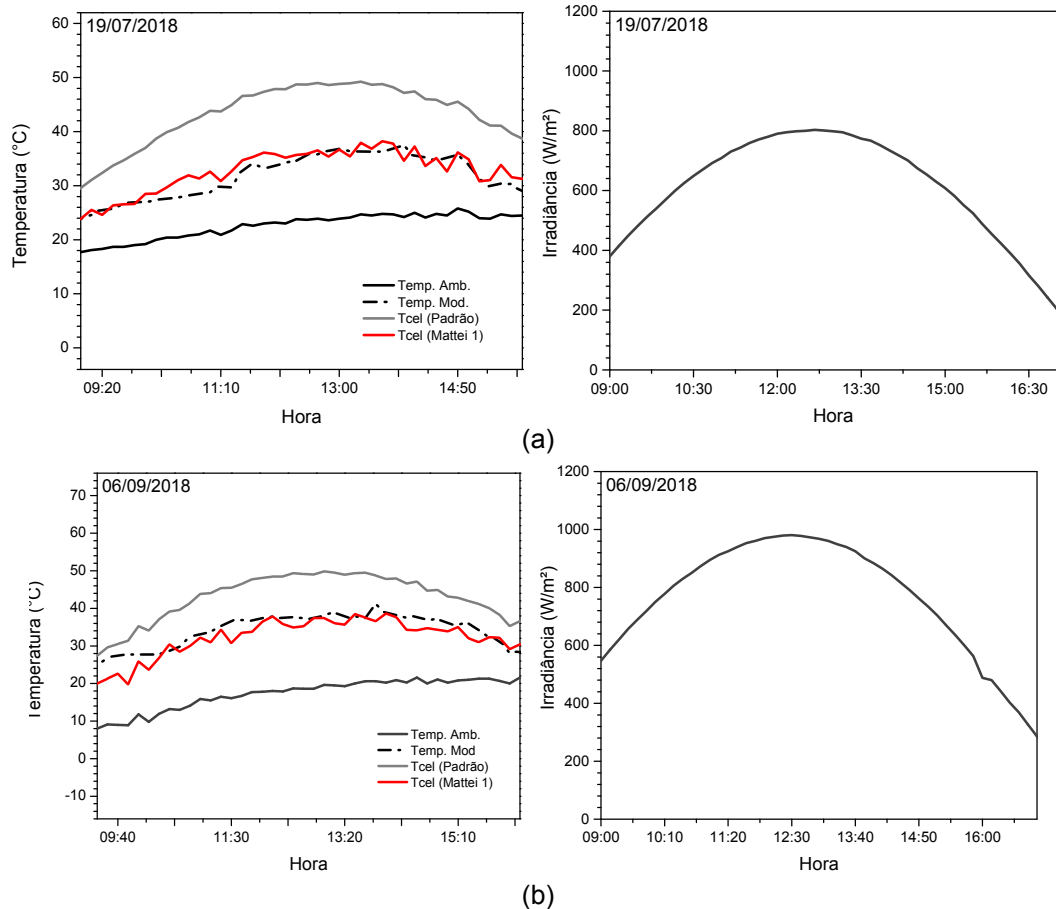 19/07/2018
Temperatura (°C)
60
50
40
30
20
10
0
Temp. Amb.
Temp. Mod.
Tcel (Padrão)
Tcel (Mattei 1)
09:20 11:10 13:00 14:50
Hora
19/07/2018
Irradiância (W/m²)
1200
1000
800
600
400
200
0
09:00 10:30 12:00 13:30 15:00 16:30
Hora
(a)
06/09/2018
Temperatura (°C)
70
60
50
40
30
20
10
0
-10
Temp. Amb.
Temp. Mod
Tcel (Padrão)
Tcel (Mattei 1)
09:40 11:30 13:20 15:10
Hora
06/09/2018
Irradiância (W/m²)
1200
1000
800
600
400
200
0
09:00 10:10 11:20 12:30 13:40 14:50 16:00
Hora
(b)